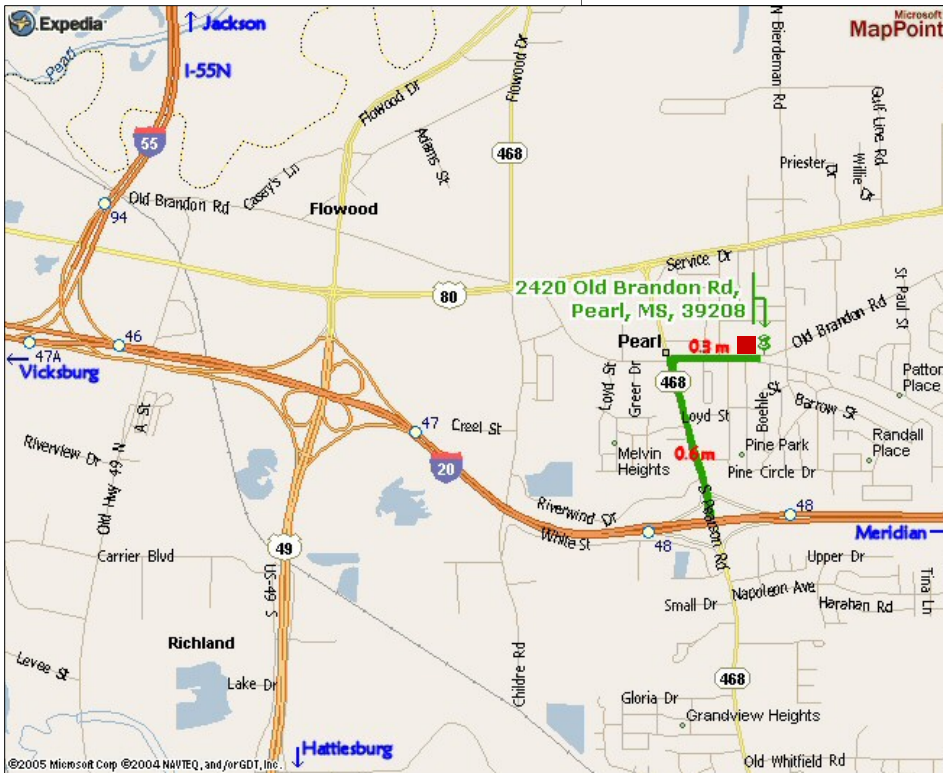 Expedia
Jackson
Microsoft
MapPoint
Pearl
I-55N
N Bierdeman Rd
Flowood Dr
Flowood Dr
Gulf-Line Rd
55
Adams St
468
Priester Dr
Willie Dr
Casey's Ln
Old Brandon Rd
94
Flowood
Service Dr
80
2420 Old Brandon Rd,
Pearl, MS, 39208
St Paul St
Old Brandon Rd
46
47A
Vicksburg
Pearl
0.3 m
3
468
Loyd St
Greer Dr
Patton
Place
A St
Loyd St
Boehle St
Barrow St
47
Creel St
Riverview Dr
Old Hwy 49 N
20
Melvin
Heights
0.6 m
Pine Park
Pine Circle Dr
Randall
Place
Riverwind Dr
S Pearson Rd
48
48
White St
Meridian
49
Carrier Blvd
US-49 S
Upper Dr
Napoleon Ave
Tina Ln
Small Dr
Harahan Rd
Richland
Levee St
Lake Dr
Childre Rd
468
Gloria Dr
Grandview Heights
Hattiesburg
Old Whitfield Rd
©2005 Microsoft Corp ©2004 NAVTEQ, and/or GDT, Inc.